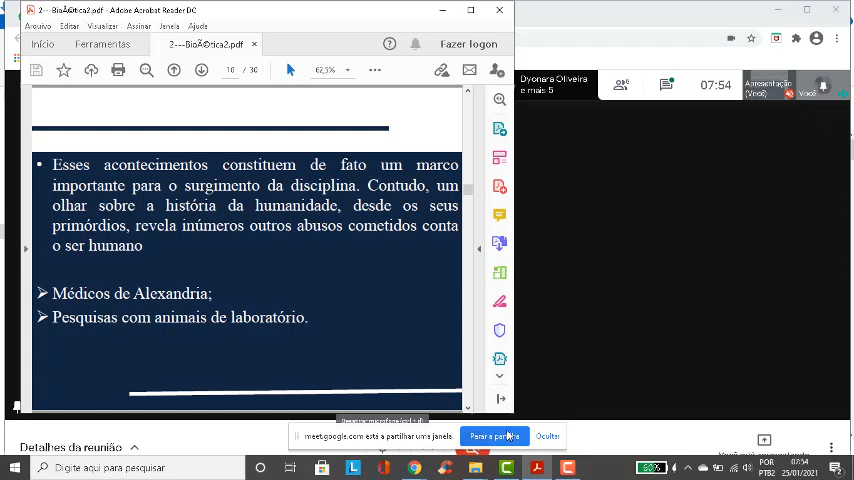 2---BioÃ©tica2.pdf - Adobe Acrobat Reader DC
Arquivo Editar Visualizar Assinar Janela Ajuda
Início Ferramentas 2---BioÃ©tica2.pdf × Fazer logon
10 / 30 62,5%
Dyonara Oliveira
e mais 5
6
07:54
Apresentação
(Você)
Você
• Esses acontecimentos constituem de fato um marco
importante para o surgimento da disciplina. Contudo, um
olhar sobre a história da humanidade, desde os seus
primórdios, revela inúmeros outros abusos cometidos conta
o ser humano
➢ Médicos de Alexandria;
➢ Pesquisas com animais de laboratório.
meet.google.com está a partilhar uma janela. Parar a partilha Ocultar
Detalhes da reunião
Digite aqui para pesquisar
60%
POR
PTB2
07:54
25/01/2021